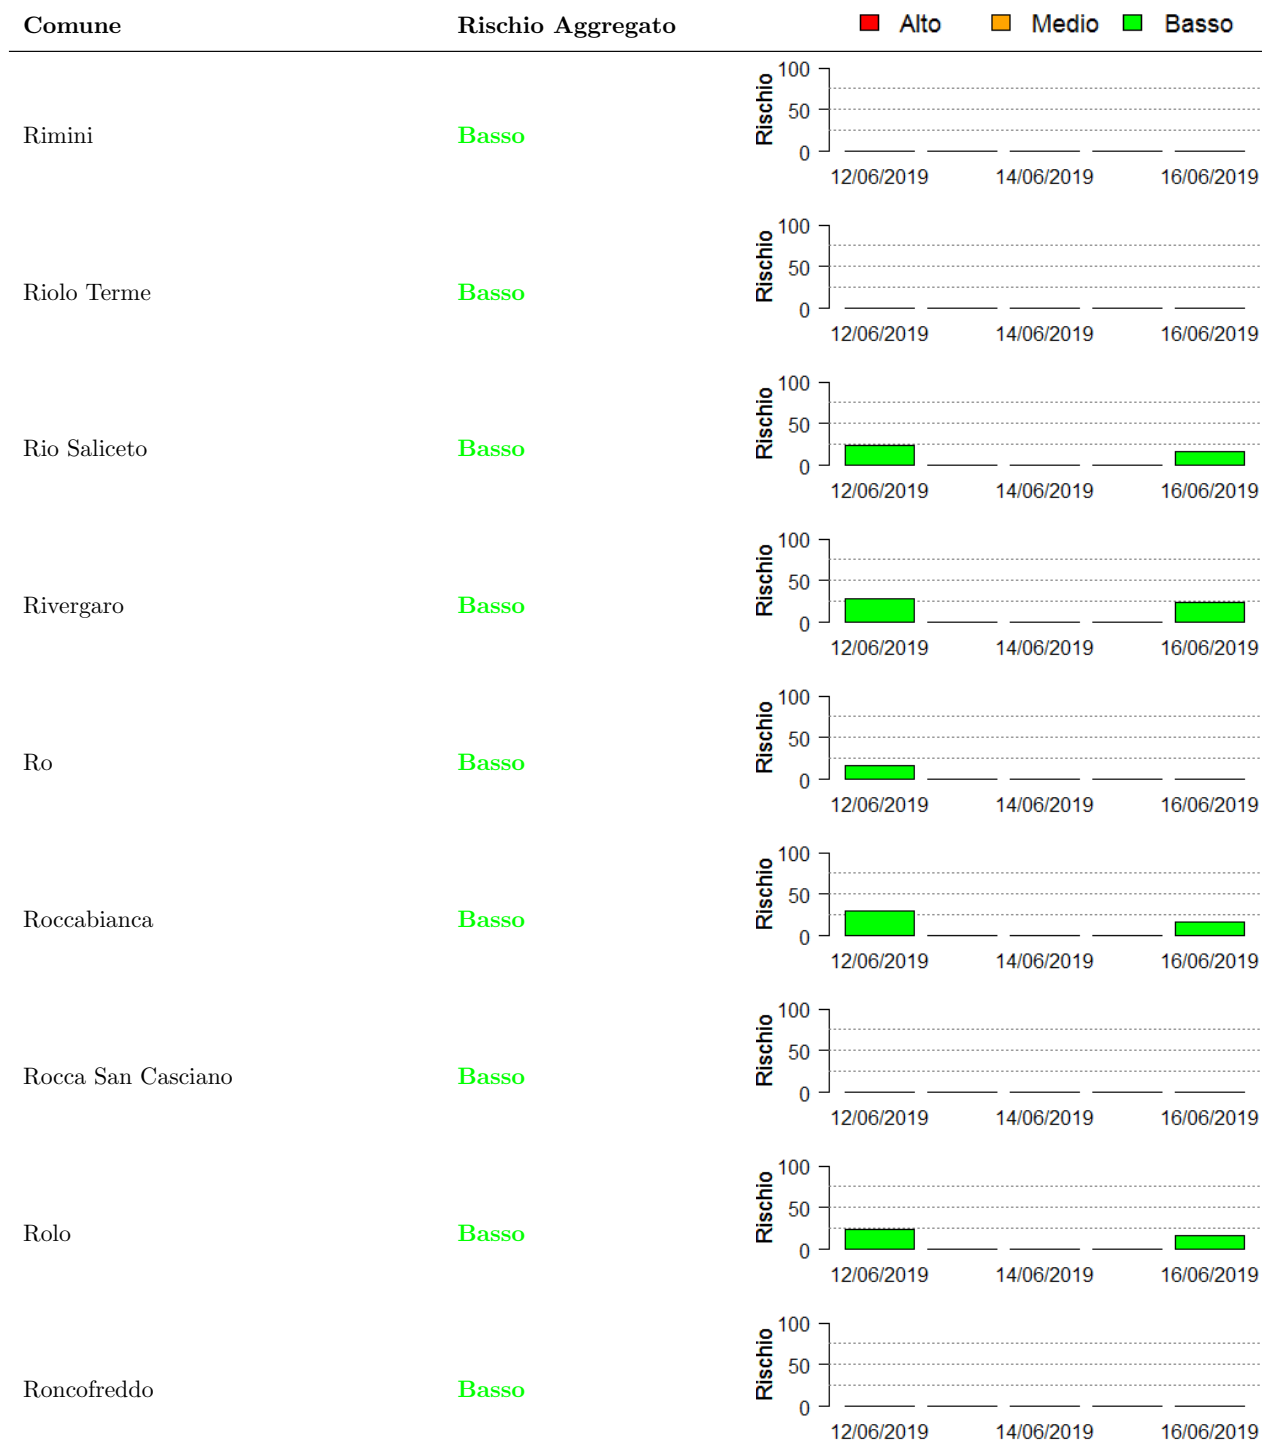 Comune Rischio Aggregato Alto Medio Basso
100
50
0
Rischio
Rimini Basso
12/06/2019 14/06/2019 16/06/2019
100
50
0
Rischio
Riolo Terme Basso
12/06/2019 14/06/2019 16/06/2019
100
50
0
Rischio
Rio Saliceto Basso
12/06/2019 14/06/2019 16/06/2019
100
50
0
Rischio
Rivergaro Basso
12/06/2019 14/06/2019 16/06/2019
100
50
0
Rischio
Ro Basso
12/06/2019 14/06/2019 16/06/2019
100
50
0
Rischio
Roccabianca Basso
12/06/2019 14/06/2019 16/06/2019
100
50
0
Rischio
Rocca San Casciano Basso
12/06/2019 14/06/2019 16/06/2019
100
50
0
Rischio
Rolo Basso
12/06/2019 14/06/2019 16/06/2019
100
50
0
Rischio
Roncofreddo Basso
12/06/2019 14/06/2019 16/06/2019